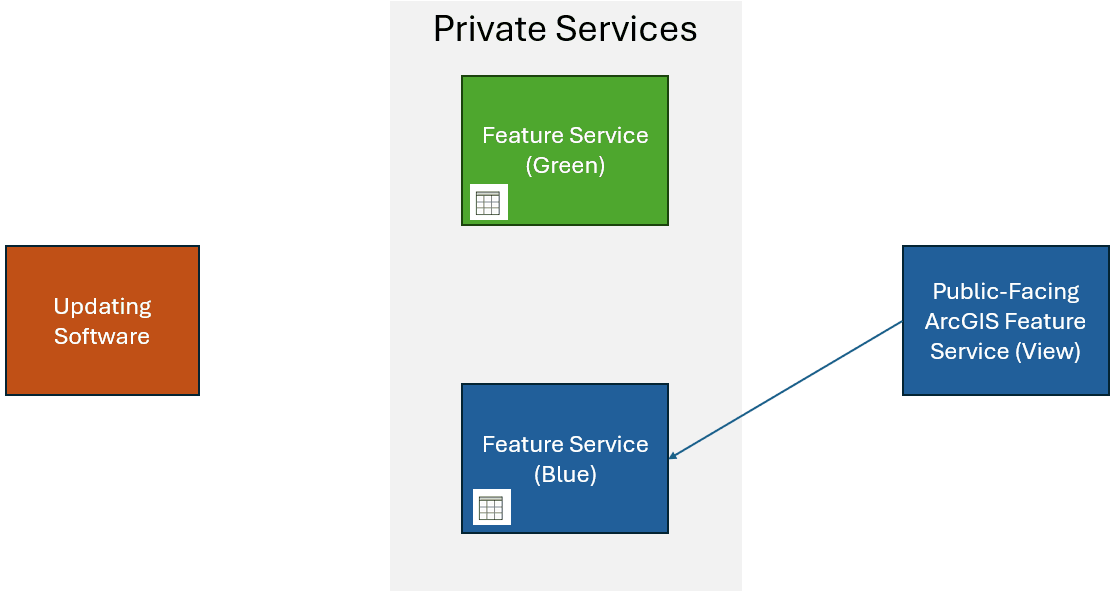 Private Services
Feature Service
(Green)
Updating
Software
Public-Facing
ArcGIS Feature
Service (View)
Feature Service
(Blue)